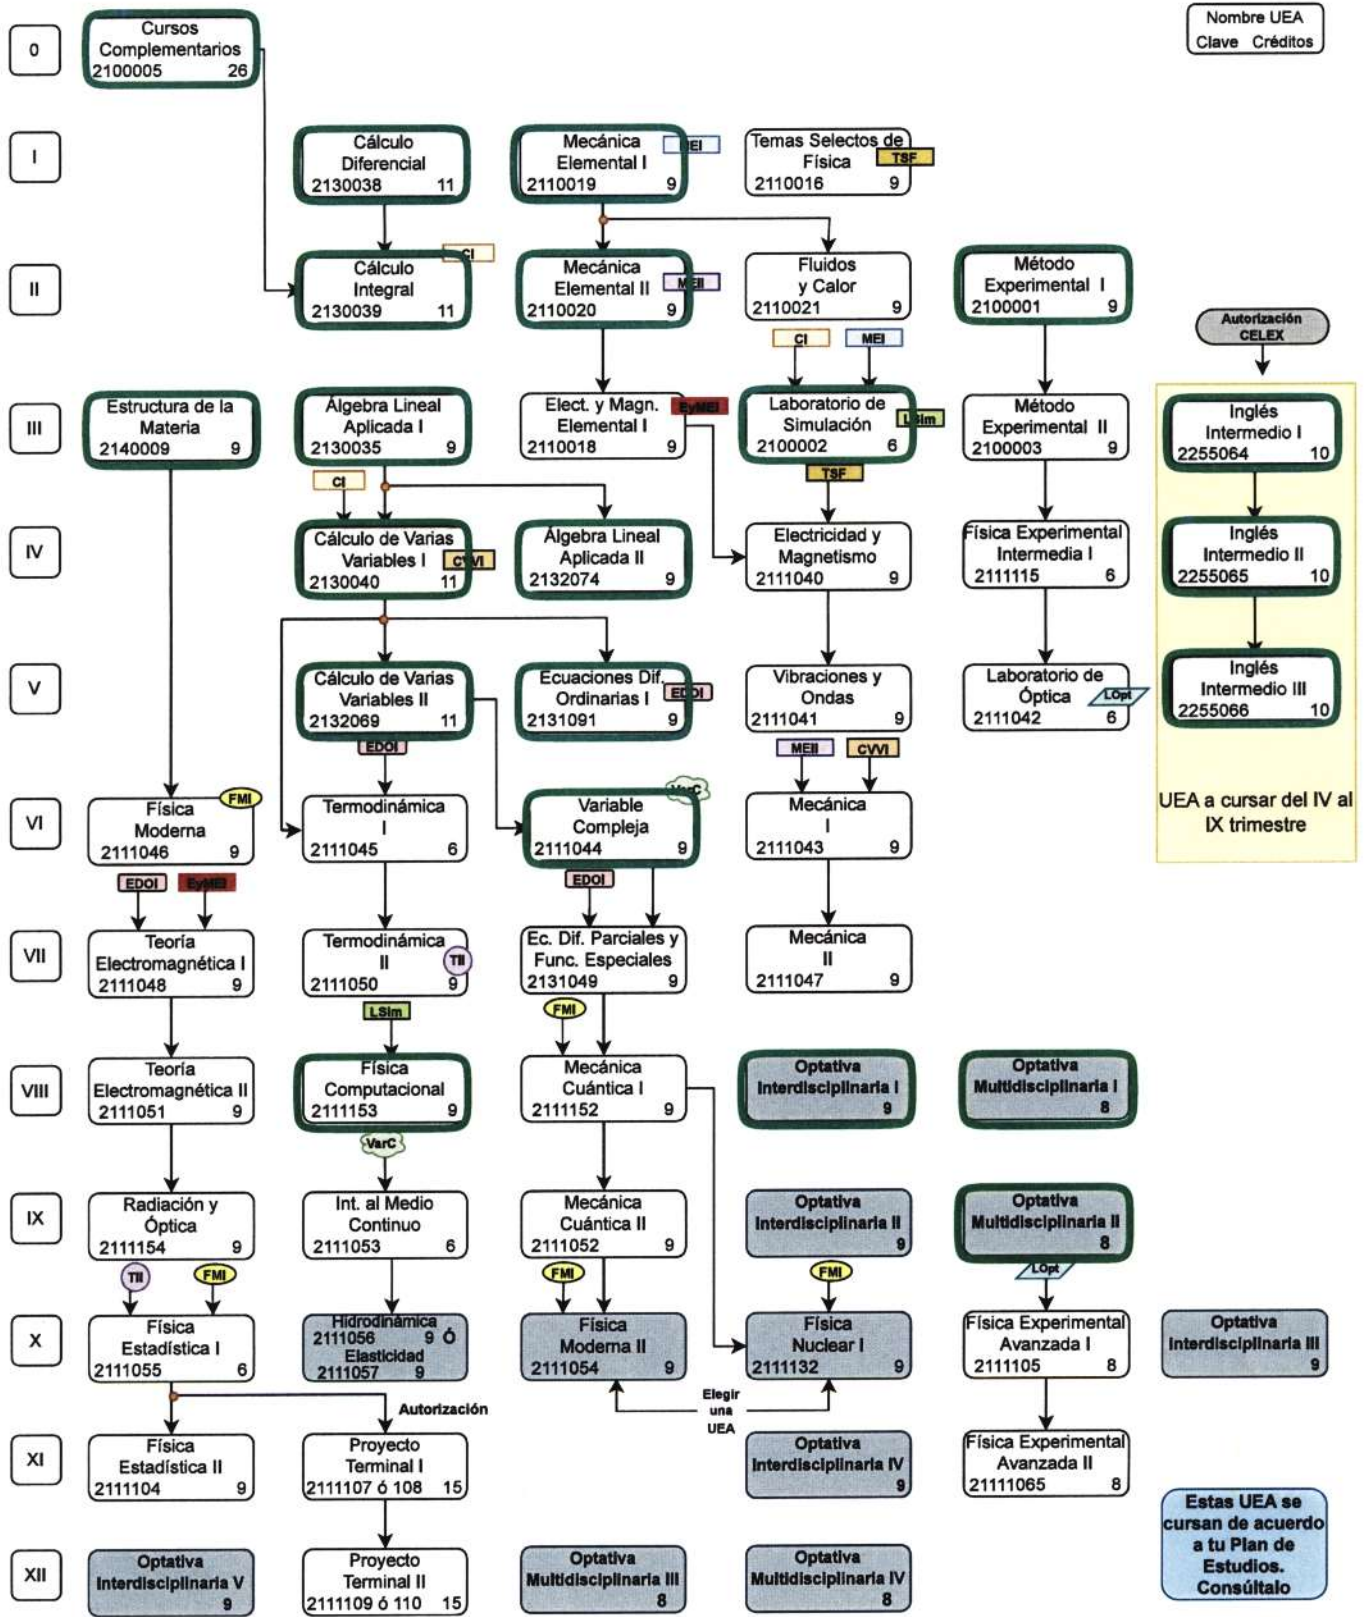 0
Cursos
Complementarios
2100005 26
Nombre UEA
Clave Créditos
I
Cálculo
Diferencial
2130038 11
Mecánica
Elemental I
MEI
2110019 9
Temas Selectos de
Física
TSF
2110016 9
II
CI
Cálculo
Integral
2130039 11
Mecánica
Elemental II
MEII
2110020 9
Fluidos
y Calor
2110021 9
Método
Experimental I
2100001 9
Autorización
CELEX
CI
MEI
III
Estructura de la
Materia
2140009 9
Álgebra Lineal
Aplicada I
2130035 9
Elect. y Magn.
Elemental I
EyMEI
2110018 9
Laboratorio de
Simulación
LSim
2100002 6
Método
Experimental II
2100003 9
Inglés
Intermedio I
2255064 10
CI
TSF
IV
Cálculo de Varias
Variables I
CVVI
2130040 11
Álgebra Lineal
Aplicada II
2132074 9
Electricidad y
Magnetismo
2111040 9
Física Experimental
Intermedia I
2111115 6
Inglés
Intermedio II
2255065 10
V
Cálculo de Varias
Variables II
2132069 11
Ecuaciones Dif.
Ordinarias I
EDOI
2131091 9
Vibraciones y
Ondas
2111041 9
Laboratorio de
Óptica
LOpt
2111042 6
Inglés
Intermedio III
2255066 10
EDOI
MEII
CVVI
VI
Física
Moderna
FMI
2111046 9
Termodinámica
I
2111045 6
VarC
Variable
Compleja
2111044 9
Mecánica
I
2111043 9
UEA a cursar del IV al
IX trimestre
EDOI
EyMEI
EDOI
VII
Teoría
Electromagnética I
2111048 9
Termodinámica
II
TII
2111050 9
Ec. Dif. Parciales y
Func. Especiales
2131049 9
Mecánica
II
2111047 9
LSim
FMI
VIII
Teoría
Electromagnética II
2111051 9
Física
Computacional
2111153 9
Mecánica
Cuántica I
2111152 9
Optativa
Interdisciplinaria I
9
Optativa
Multidisciplinaria I
8
VarC
IX
Radiación y
Óptica
2111154 9
Int. al Medio
Continuo
2111053 6
Mecánica
Cuántica II
2111052 9
Optativa
Interdisciplinaria II
9
Optativa
Multidisciplinaria II
8
TII
FMI
FMI
FMI
LOpt
X
Física
Estadística I
2111055 6
Hidrodinámica
2111056 9 Ó
Elasticidad
2111057 9
Física
Moderna II
2111054 9
Física
Nuclear I
2111132 9
Física Experimental
Avanzada I
2111105 8
Optativa
Interdisciplinaria III
9
Autorización
Elegir
una
UEA
XI
Física
Estadística II
2111104 9
Proyecto
Terminal I
2111107 ó 108 15
Optativa
Interdisciplinaria IV
9
Física Experimental
Avanzada II
21111065 8
XII
Optativa
Interdisciplinaria V
9
Proyecto
Terminal II
2111109 ó 110 15
Optativa
Multidisciplinaria III
8
Optativa
Multidisciplinaria IV
8
Estas UEA se
cursan de acuerdo
a tu Plan de
Estudios.
Consúltalo